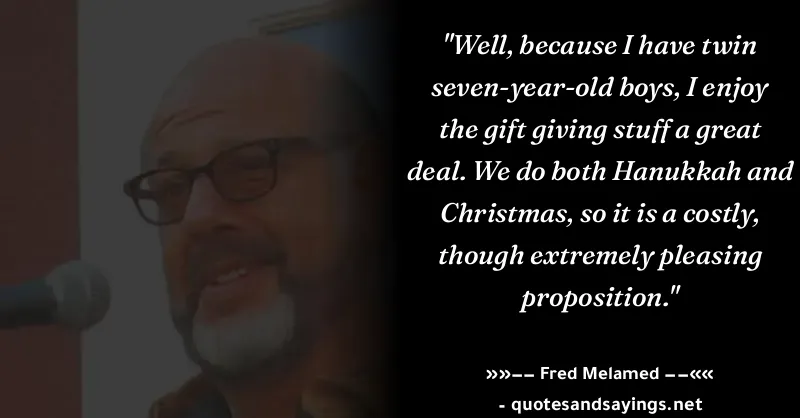 "Well, because I have twin
seven-year-old boys, I enjoy
the gift giving stuff a great
deal. We do both Hanukkah and
Christmas, so it is a costly,
though extremely pleasing
proposition."
»»−− Fred Melamed −−««
- quotesandsayings.net